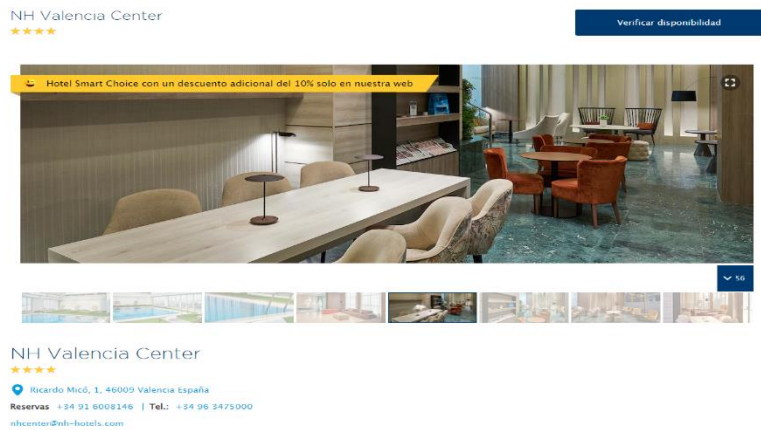 NH Valencia Center
Verificar disponibilidad
Hotel Smart Choice con un descuento adicional del 10% solo en nuestra web
56
NH Valencia Center
Ricardo Micó, 1, 46009 Valencia España
Reservas +34 91 6008146 | Tel.: +34 96 3475000
nhcenter@nh-hotels.com